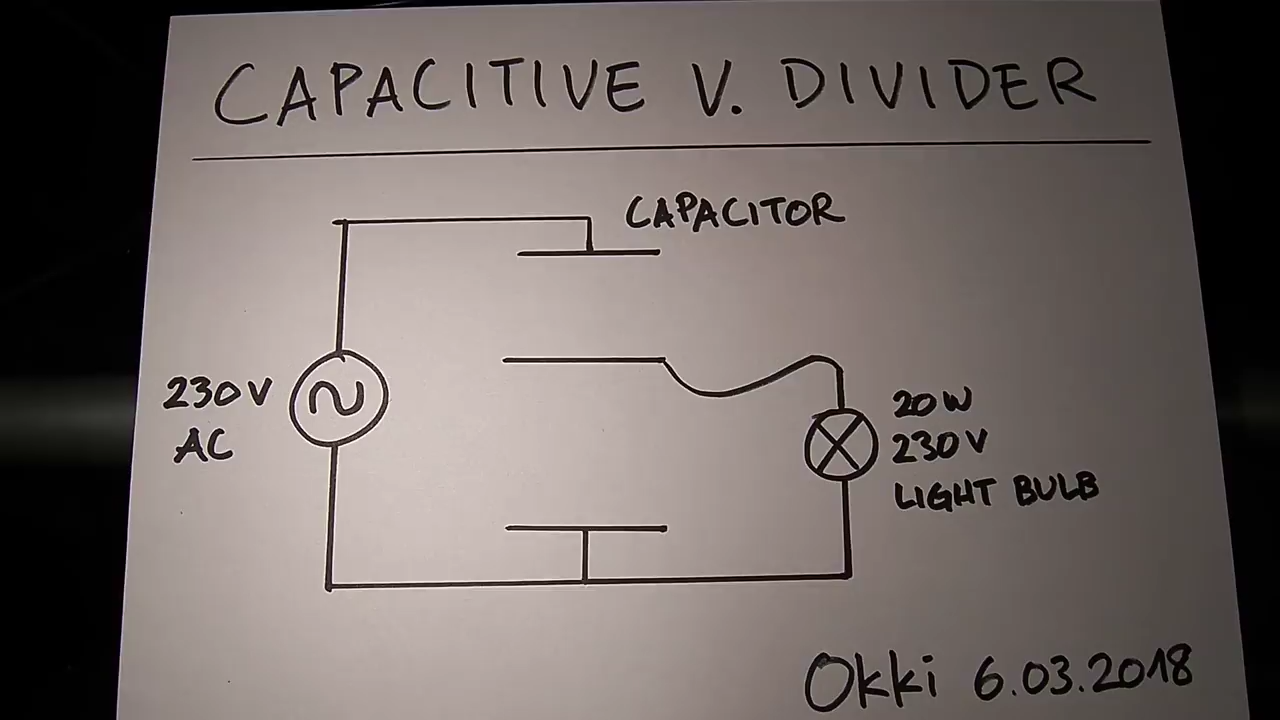 CAPACITIVE V. DIVIDER
CAPACITOR
230V
AC
20W
230V
LIGHT BULB
Okki 6.03.2018